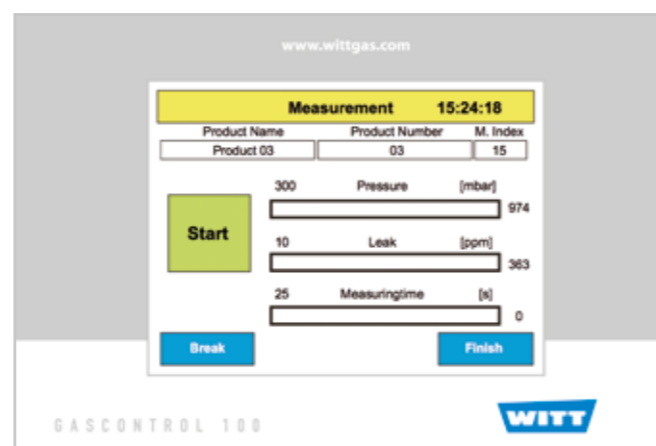 www.wittgas.com
Measurement 15:24:18
Product Name Product Number M. Index
Product 03 03 15
300 Pressure [mbar]
974
Start
10 Leak [ppm]
363
25 Measuringtime [s]
0
Break Finish
GASCONTROL 100
WITT